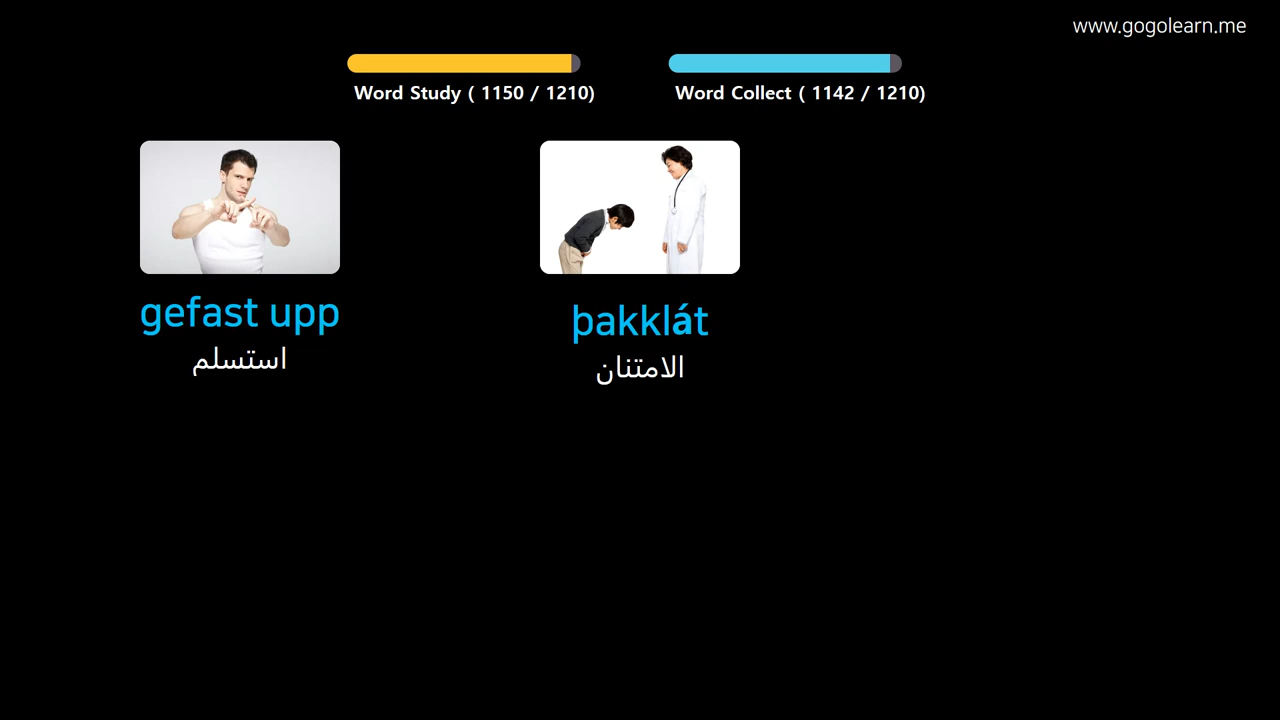 www.gogolearn.me
Word Study ( 1150 / 1210)
Word Collect ( 1142 / 1210)
gefast upp
استسلم
þakklát
الامتنان